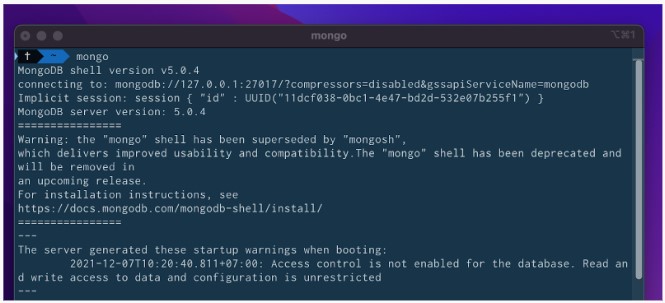 mongo
⌥⌘1
† ~ mongo
MongoDB shell version v5.0.4
connecting to: mongodb://127.0.0.1:27017/?compressors=disabled&gssapiServiceName=mongodb
Implicit session: session { "id" : UUID("11dcf038-0bc1-4e47-bd2d-532e07b255f1") }
MongoDB server version: 5.0.4
================
Warning: the "mongo" shell has been superseded by "mongosh",
which delivers improved usability and compatibility.The "mongo" shell has been deprecated and
will be removed in
an upcoming release.
For installation instructions, see
https://docs.mongodb.com/mongodb-shell/install/
================
---
The server generated these startup warnings when booting:
2021-12-07T10:20:40.811+07:00: Access control is not enabled for the database. Read an
d write access to data and configuration is unrestricted
---